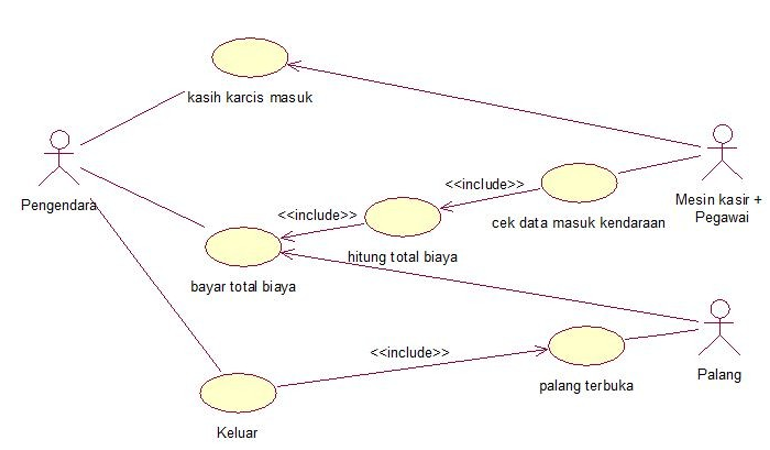 kasih karcis masuk
Pengendara
<<include>>
Mesin kasir +
Pegawai
cek data masuk kendaraan
<<include>>
hitung total biaya
bayar total biaya
<<include>>
palang terbuka
Palang
Keluar